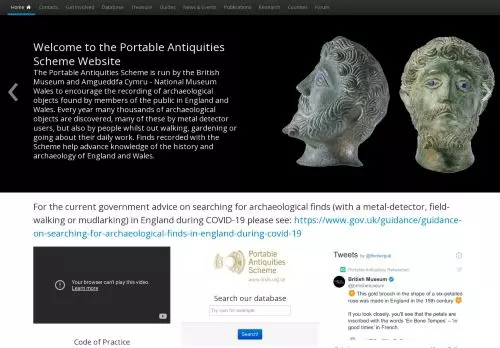 Home Contacts Get Involved Database Treasure Guides News & Events Publications Research Counties Forum
Welcome to the Portable Antiquities
Scheme Website
The Portable Antiquities Scheme is run by the British
Museum and Amgueddfa Cymru - National Museum
Wales to encourage the recording of archaeological
objects found by members of the public in England and
Wales. Every year many thousands of archaeological
objects are discovered, many of these by metal detector
users, but also by people whilst out walking, gardening or
going about their daily work. Finds recorded with the
Scheme help advance knowledge of the history and
archaeology of England and Wales.
For the current government advice on searching for archaeological finds (with a metal-detector, field-
walking or mudlarking) in England during COVID-19 please see: https://www.gov.uk/guidance/guidance-
on-searching-for-archaeological-finds-in-england-during-covid-19
Your browser can't play this video.
Learn more
Code of Practice
Portable
Antiquities
Scheme
www.finds.org.uk
Search our database
Try coin for example
Search!
Tweets by @findsorguk
Portable Antiquities Retweeted
British Museum
@britishmuseum
This gold brooch in the shape of a six-petalled
rose was made in England in the 15th century
If you look closely, you'll see that the petals are
inscribed with the words 'En Bono Tempes' – 'in
good times' in French.